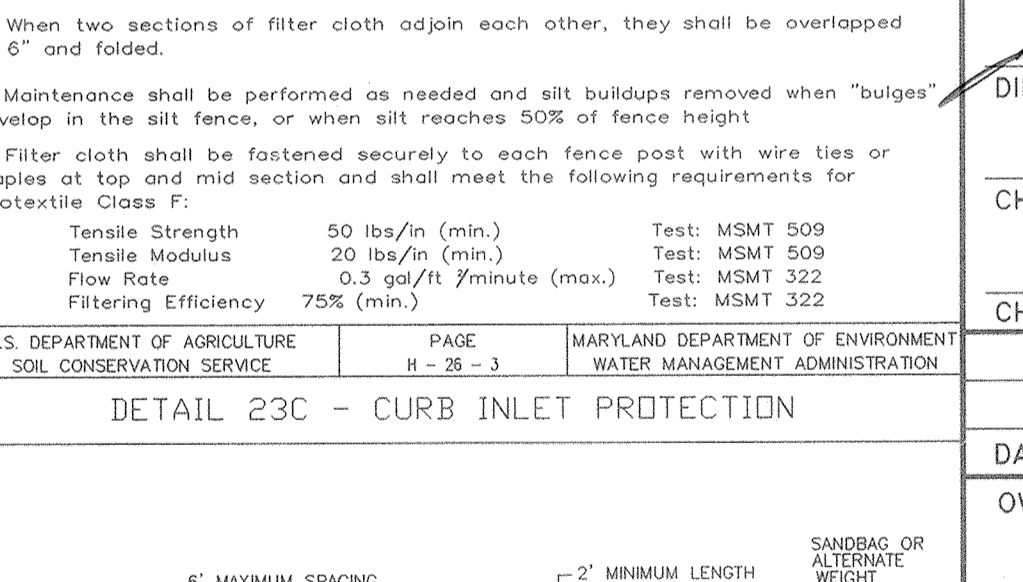 When two sections of filter cloth adjoin each other, they shall be overlapped
6" and folded.
Maintenance shall be performed as needed and silt buildups removed when "bulges"
velop in the silt fence, or when silt reaches 50% of fence height
Filter cloth shall be fastened securely to each fence post with wire ties or
aples at top and mid section and shall meet the following requirements for
otextile Class F:
Tensile Strength 50 lbs/in (min.) Test: MSMT 509
Tensile Modulus 20 lbs/in (min.) Test: MSMT 509
Flow Rate 0.3 gal/ft ²/minute (max.) Test: MSMT 322
Filtering Efficiency 75% (min.) Test: MSMT 322
.S. DEPARTMENT OF AGRICULTURE PAGE MARYLAND DEPARTMENT OF ENVIRONMENT
SOIL CONSERVATION SERVICE H - 26 - 3 WATER MANAGEMENT ADMINISTRATION
DETAIL 23C - CURB INLET PROTECTION
SANDBAG OR
ALTERNATE
WEIGHT
6' MAXIMUM SPACING
2' MINIMUM LENGTH
DI
CH
CH
DA
OW